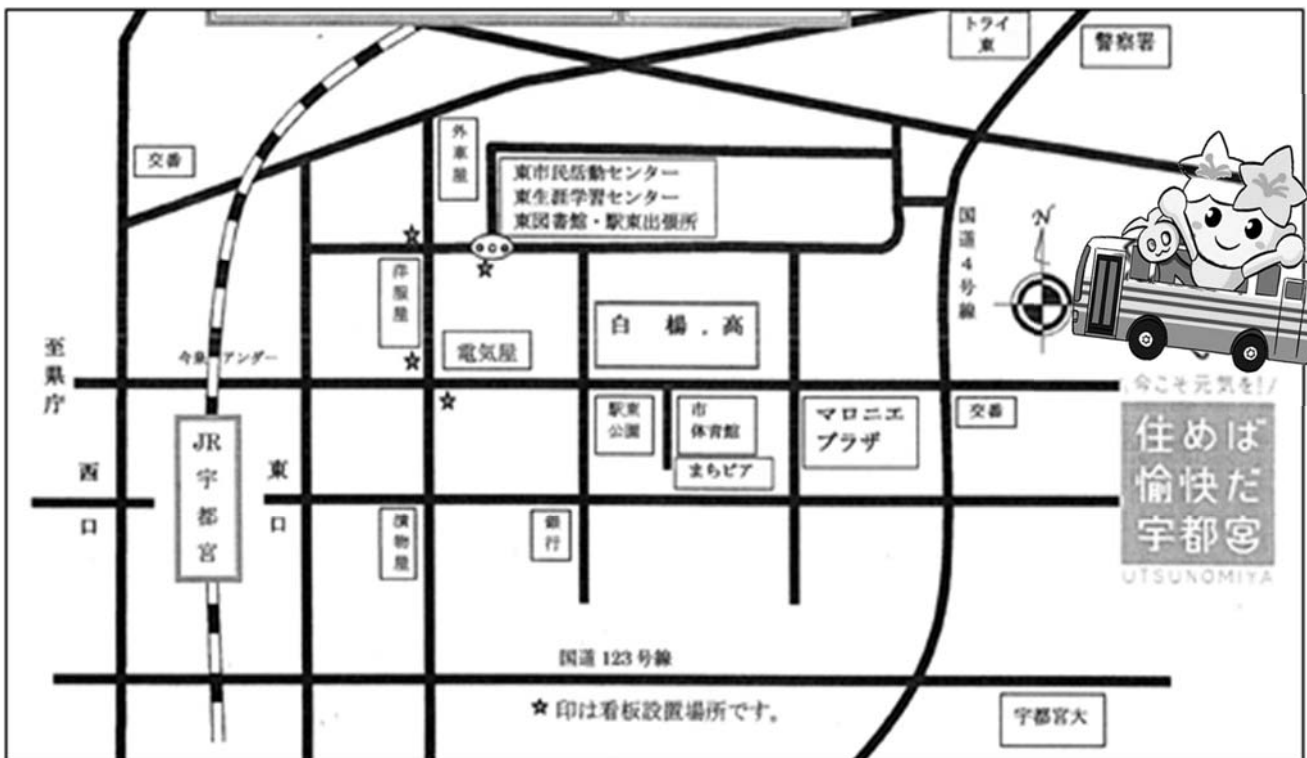 トライ
東
警察署
交番
外車屋
東市民活動センター
東生涯学習センター
東図書館・駅東出張所
国道4号線
N
洋服屋
白楊.高
電気屋
至県庁
今泉アンダー
、今こそ元気を!/
駅東
公園
市
体育館
マロニエ
プラザ
交番
まちピア
住めば
愉快だ
宇都宮
UTSUNOMIYA
西口
JR
宇都宮
東口
漬物屋
銀行
国道123号線
☆印は看板設置場所です。
宇都宮大